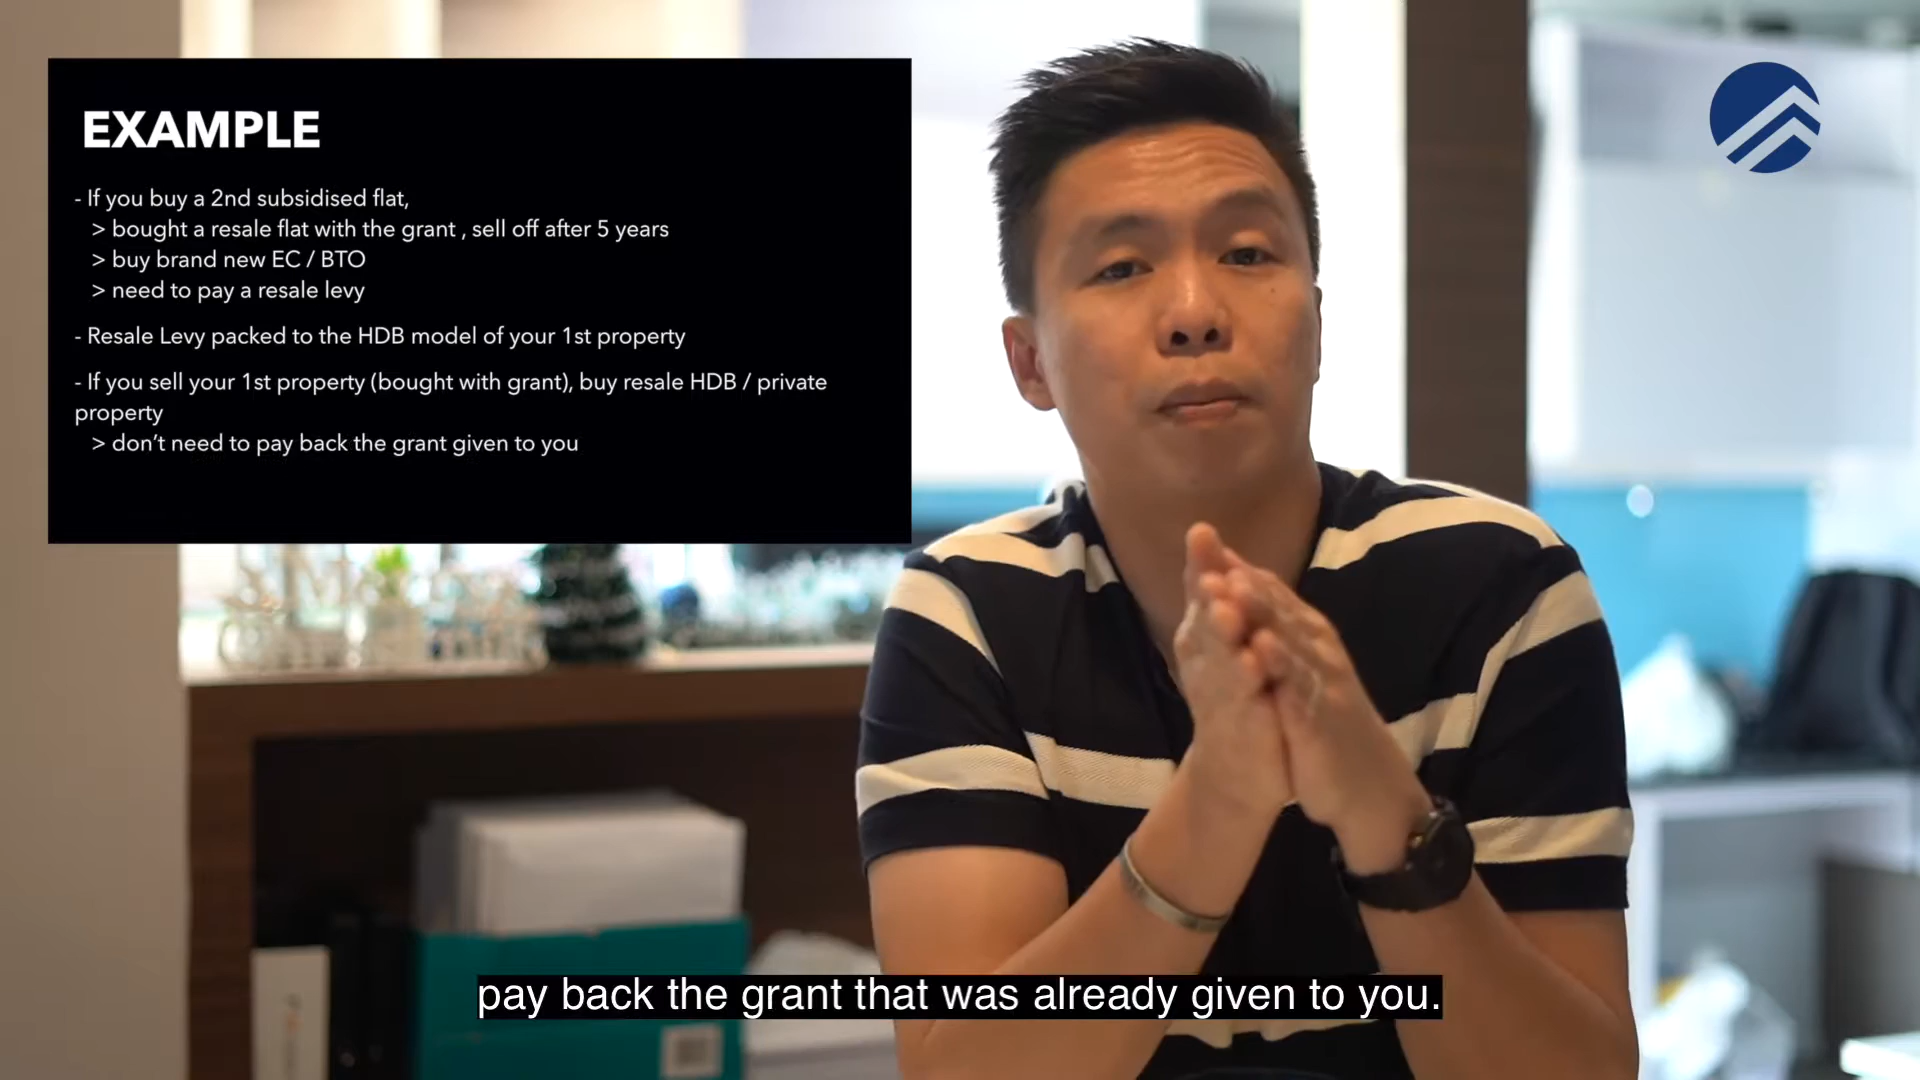 EXAMPLE
- If you buy a 2nd subsidised flat,
> bought a resale flat with the grant , sell off after 5 years
> buy brand new EC / BTO
> need to pay a resale levy
- Resale Levy packed to the HDB model of your 1st property
- If you sell your 1st property (bought with grant), buy resale HDB / private
property
> don’t need to pay back the grant given to you
pay back the grant that was already given to you.